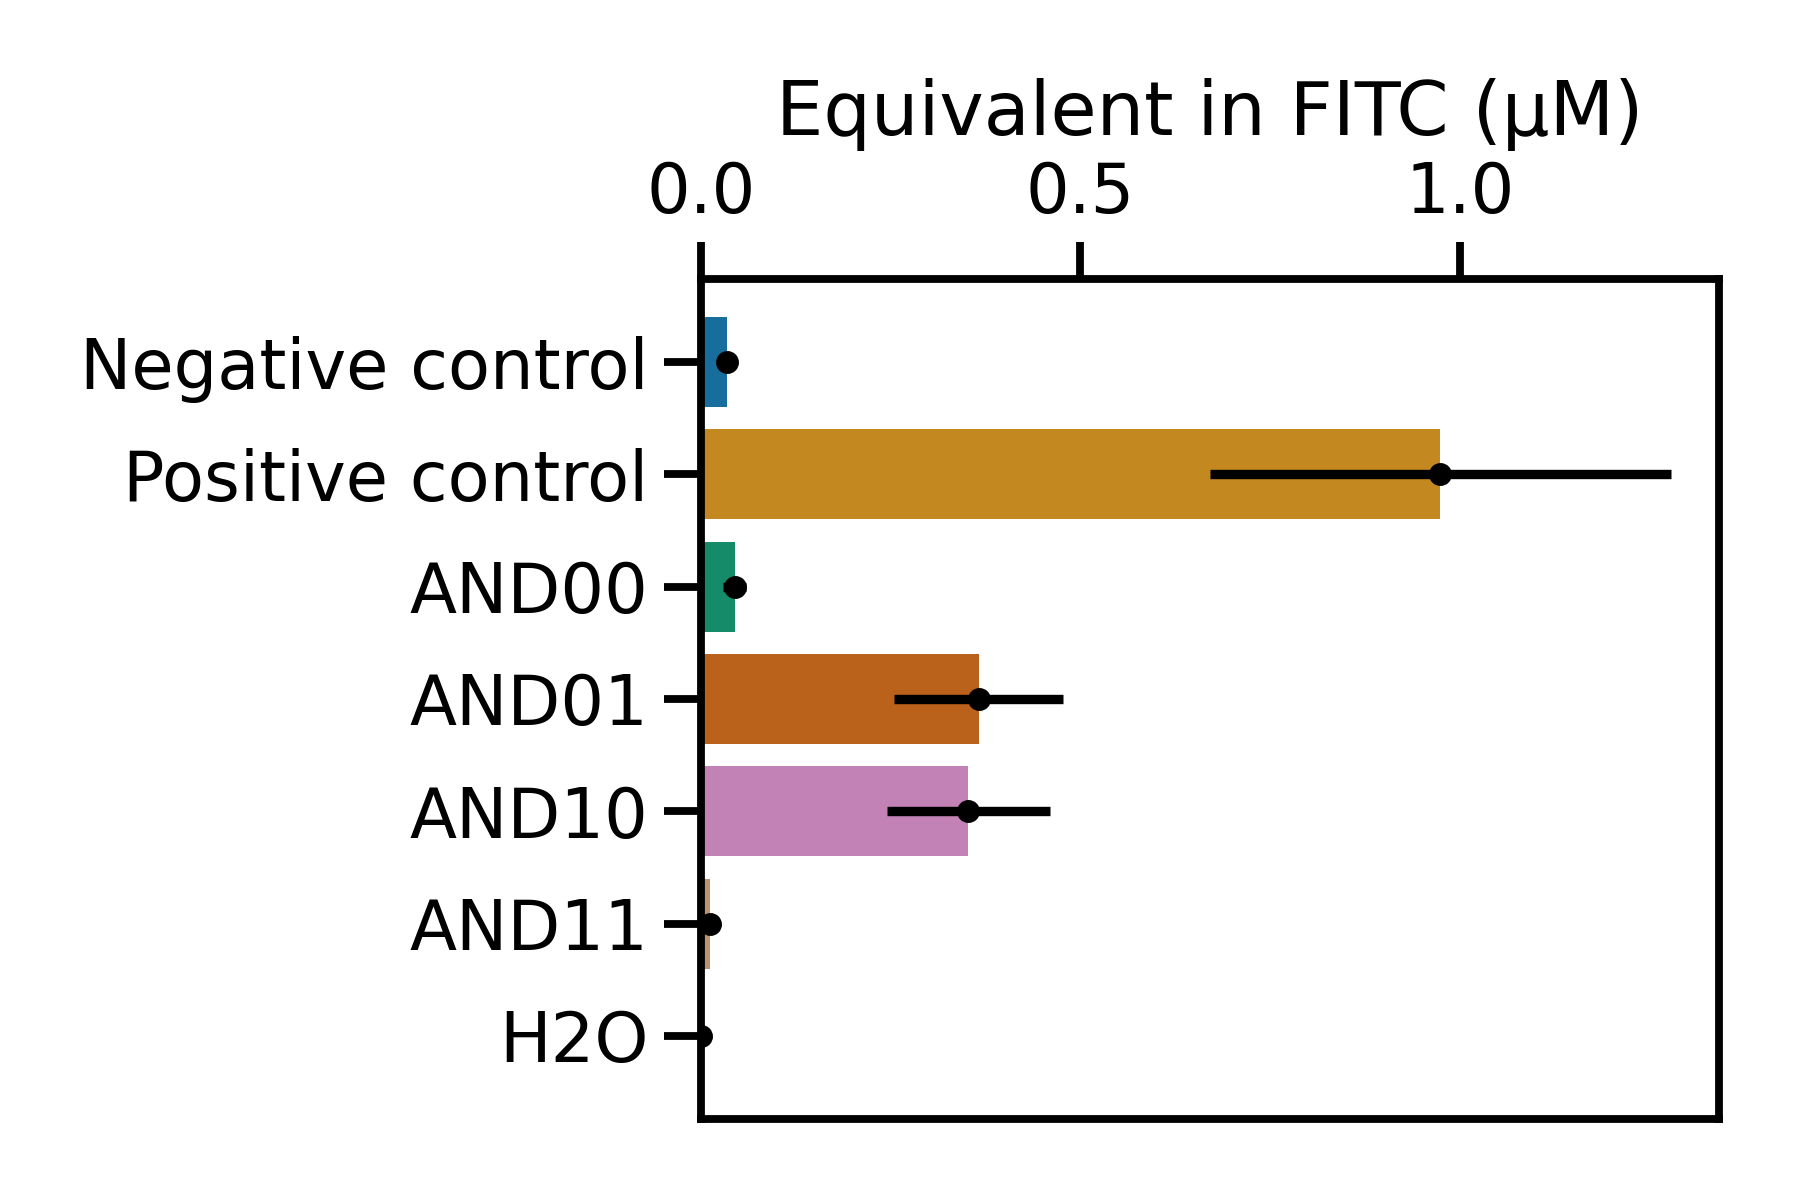 Equivalent in FITC (µM)
0.0 0.5 1.0
Negative control
Positive control
AND00
AND01
AND10
AND11
H2O